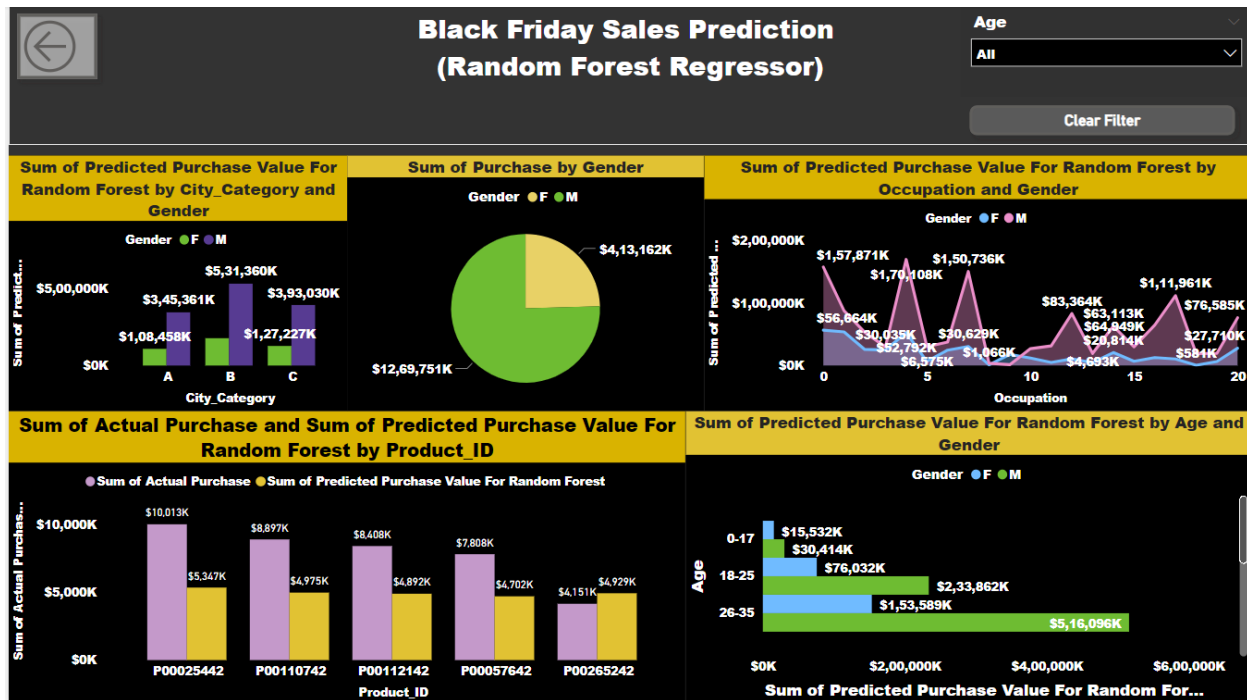 Black Friday Sales Prediction
(Random Forest Regressor)
Age
All
Clear Filter
Sum of Predicted Purchase Value For
Random Forest by City_Category and
Gender
Gender F M
Sum of Predict...
$5,00,000K
$0K
$1,08,458K
$3,45,361K
$5,31,360K
$1,27,227K
$3,93,030K
A B C
City_Category
Sum of Purchase by Gender
Gender F M
$4,13,162K
$12,69,751K
Sum of Predicted Purchase Value For Random Forest by
Occupation and Gender
Gender F M
Sum of Predicted ...
$2,00,000K
$1,00,000K
$0K
$1,57,871K
$1,70,108K
$1,50,736K
$83,364K
$63,113K
$64,949K
$1,11,961K
$76,585K
$56,664K
$30,035K
$52,792K
$6,575K
$30,629K
$1,066K
$4,693K
$20,814K
$581K
$27,710K
0 5 10 15 20
Occupation
Sum of Actual Purchase and Sum of Predicted Purchase Value For
Random Forest by Product_ID
Sum of Actual Purchase Sum of Predicted Purchase Value For Random Forest
Sum of Actual Purchas...
$10,000K
$5,000K
$0K
$10,013K
$5,347K
$8,897K
$4,975K
$8,408K
$4,892K
$7,808K
$4,702K
$4,151K
$4,929K
P00025442 P00110742 P00112142 P00057642 P00265242
Product_ID
Sum of Predicted Purchase Value For Random Forest by Age and
Gender
Gender F M
Age
0-17
$15,532K
$30,414K
18-25
$76,032K
$2,33,862K
26-35
$1,53,589K
$5,16,096K
$0K $2,00,000K $4,00,000K $6,00,000K
Sum of Predicted Purchase Value For Random For...